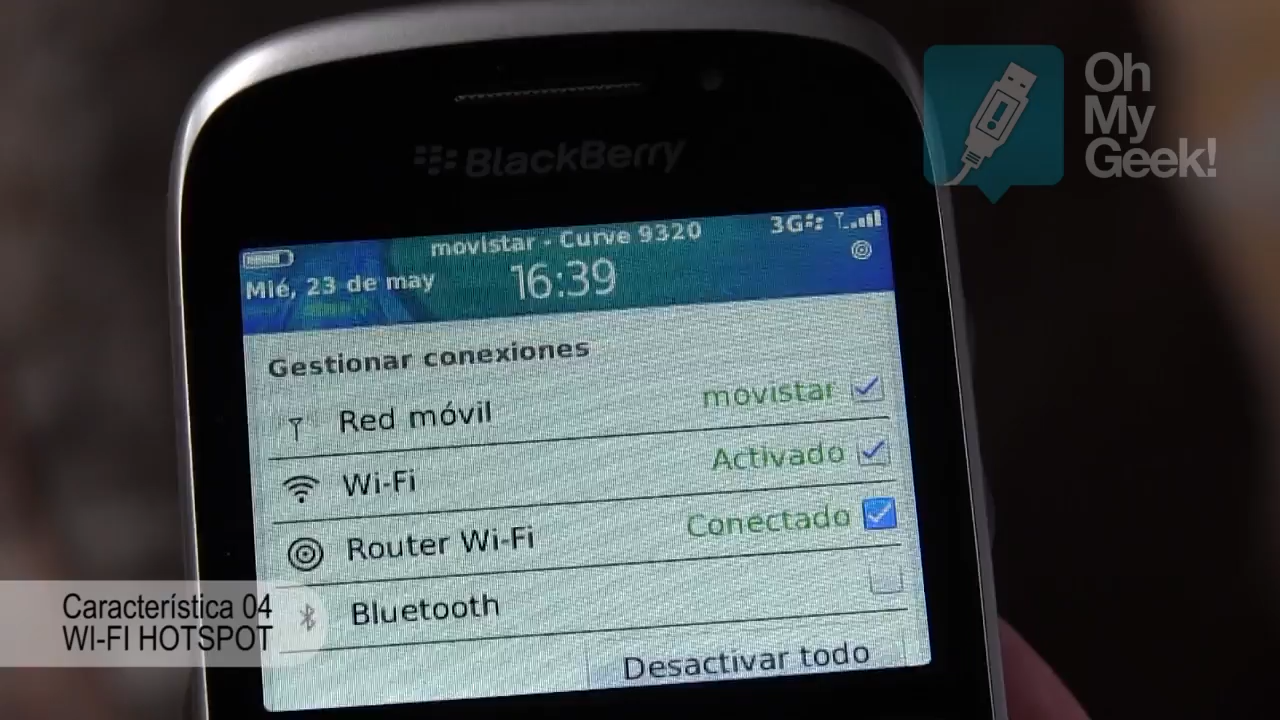 Oh
My
Geek!
BlackBerry
movistar - Curve 9320
3G
Mié, 23 de may
16:39
Gestionar conexiones
Red móvil movistar
Wi-Fi Activado
Router Wi-Fi Conectado
Bluetooth
Desactivar todo
Característica 04
WI-FI HOTSPOT